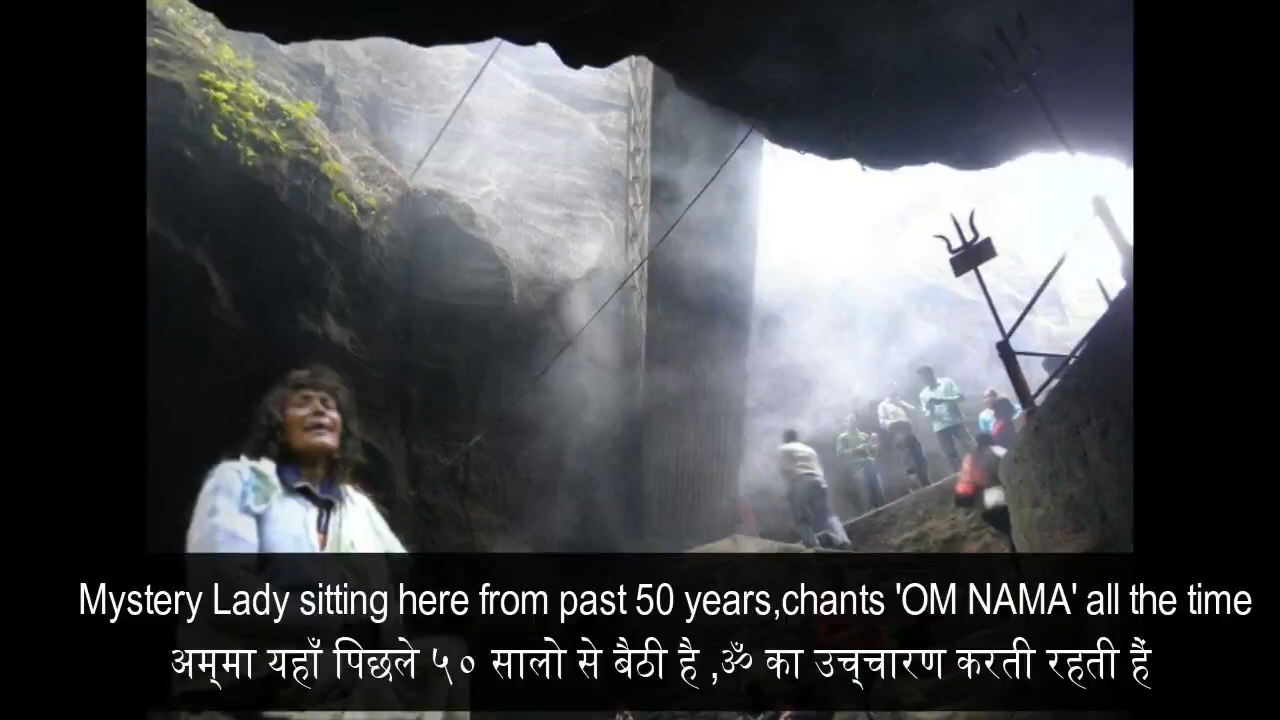 Mystery Lady sitting here from past 50 years,chants 'OM NAMA' all the time
अम्मा यहाँ पिछले ५० सालो से बैठी है ,ॐ का उच्चारण करती रहती हैं